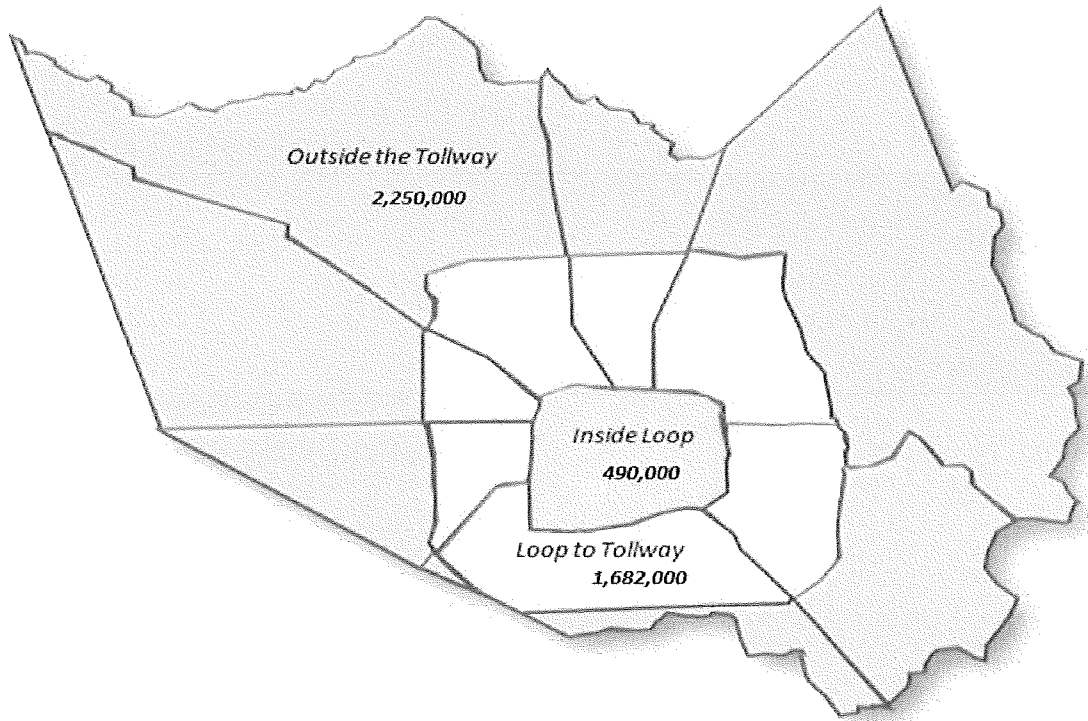 Outside the Tollway
2,250,000
Inside Loop
490,000
Loop to Tollway
1,682,000